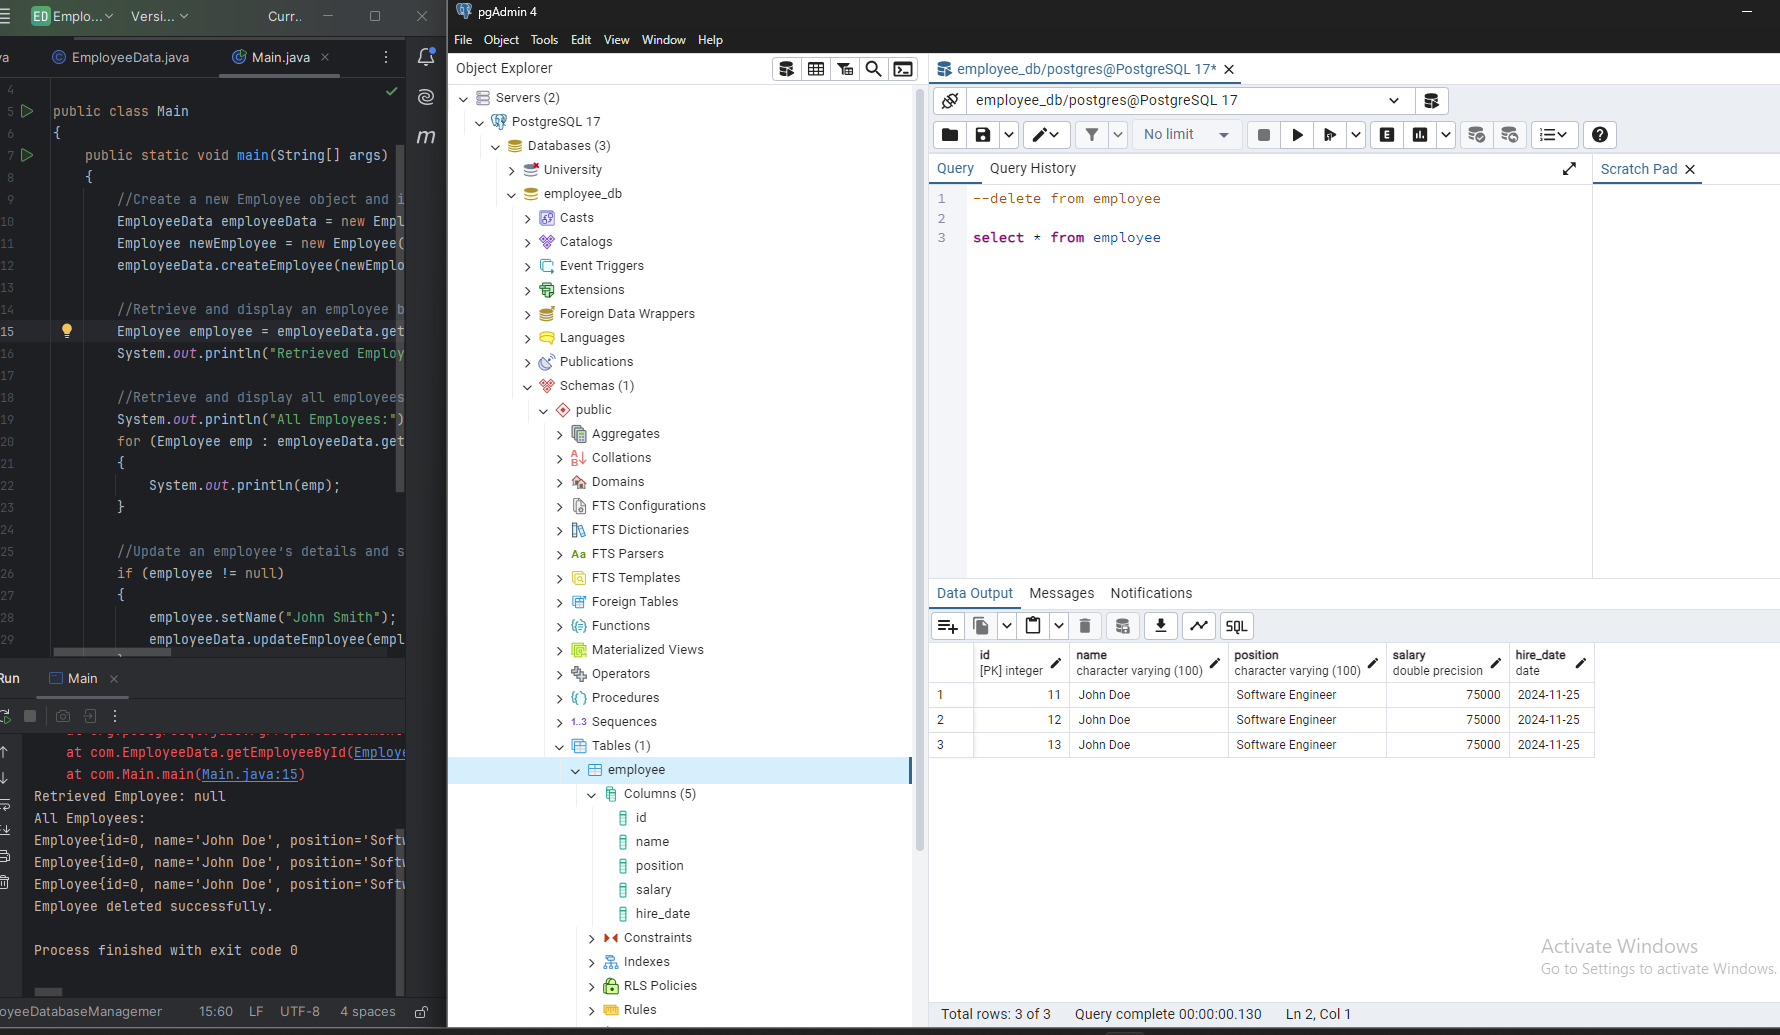 ED Emplo... Versi... Curr..
va EmployeeData.java Main.java
4
5 public class Main
6 {
7 public static void main(String[] args)
8 {
9 //Create a new Employee object and i
10 EmployeeData employeeData = new Empl
11 Employee newEmployee = new Employee(
12 employeeData.createEmployee(newEmplo
13
14 //Retrieve and display an employee b
15 Employee employee = employeeData.get
16 System.out.println("Retrieved Employ
17
18 //Retrieve and display all employees
19 System.out.println("All Employees:")
20 for (Employee emp : employeeData.get
21 {
22 System.out.println(emp);
23 }
24
25 //Update an employee's details and s
26 if (employee != null)
27 {
28 employee.setName("John Smith");
29 employeeData.updateEmployee(empl
m
Run Main
at com.EmployeeData.getEmployeeById(Employe
at com.Main.main(Main.java:15)
Retrieved Employee: null
All Employees:
Employee{id=0, name='John Doe', position='Softw
Employee{id=0, name='John Doe', position='Softw
Employee{id=0, name='John Doe', position='Softw
Employee deleted successfully.
Process finished with exit code 0
oyeeDatabaseManagemer 15:60 LF UTF-8 4 spaces
pgAdmin 4
File Object Tools Edit View Window Help
Object Explorer
Servers (2)
PostgreSQL 17
Databases (3)
University
employee_db
Casts
Catalogs
Event Triggers
Extensions
Foreign Data Wrappers
Languages
Publications
Schemas (1)
public
Aggregates
Collations
Domains
FTS Configurations
FTS Dictionaries
Aa FTS Parsers
FTS Templates
Foreign Tables
Functions
Materialized Views
Operators
Procedures
1..3 Sequences
Tables (1)
employee
Columns (5)
id
name
position
salary
hire_date
Constraints
Indexes
RLS Policies
Rules
employee_db/postgres@PostgreSQL 17*
employee_db/postgres@PostgreSQL 17
No limit E
Query Query History Scratch Pad
1 --delete from employee
2
3 select * from employee
Data Output Messages Notifications
SQL
id name position salary hire_date
[PK] integer character varying (100) character varying (100) double precision date
1 11 John Doe Software Engineer 75000 2024-11-25
2 12 John Doe Software Engineer 75000 2024-11-25
3 13 John Doe Software Engineer 75000 2024-11-25
Activate Windows
Go to Settings to activate Windows.
Total rows: 3 of 3 Query complete 00:00:00.130 Ln 2, Col 1